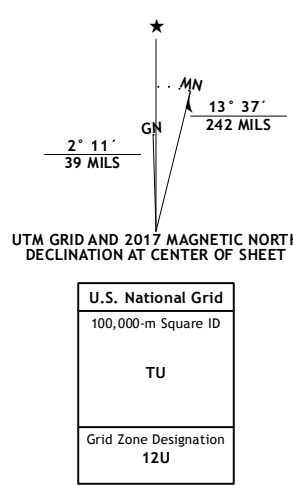 MN
GN
13° 37´
242 MILS
2° 11´
39 MILS
UTM GRID AND 2017 MAGNETIC NORTH
DECLINATION AT CENTER OF SHEET
U.S. National Grid
100,000-m Square ID
TU
Grid Zone Designation
12U